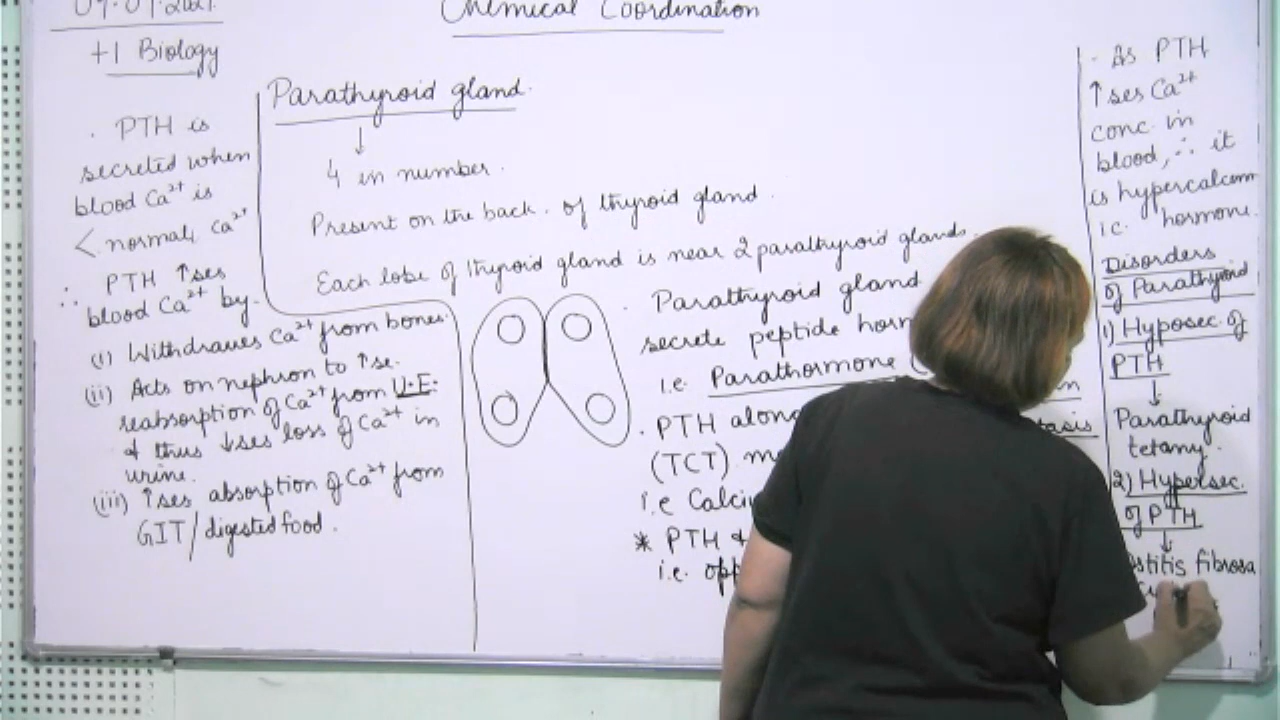 Chemical Coordination
+1 Biology
. PTH is
secreted when
blood Ca²⁺ is
< normal, Ca²⁺
∴ PTH ↑ses
blood Ca²⁺ by
(i) Withdraws Ca²⁺ from bones.
(ii) Acts on nephron to ↑se.
reabsorption of Ca²⁺ from U.F.
& thus ↓ses loss of Ca²⁺ in
urine.
(iii) ↑ses absorption of Ca²⁺ from
GIT/digested food.
Parathyroid gland.
↓
4 in number.
Present on the back. of thyroid gland.
Each lobe of thyroid gland is near 2 parathyroid glands.
. Parathyroid gland
secrete peptide
i.e Parathormone (
. PTH along
(TCT)
i.e
* PTH &
i.e.
. As PTH
↑ses Ca²⁺
conc. in
blood, ∴ it
is hypercalcem
ic. hormone.
Disorders
of Parathyroid
1) Hyposec. of
PTH
↓
Parathyroid
tetany.
2) Hypersec.
of PTH
↓
fibrosa